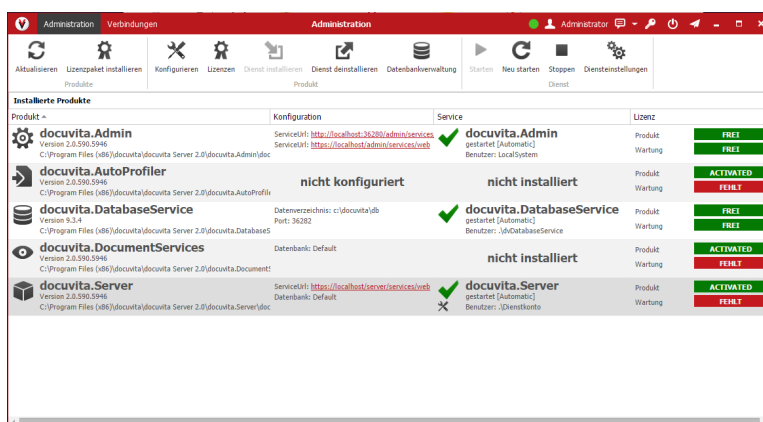 Administration Verbindungen Administration Administrator
Aktualisieren Lizenzpaket installieren Konfigurieren Lizenzen Dienst installieren Dienst deinstallieren Datenbankverwaltung Starten Neu starten Stoppen Diensteinstellungen
Produkte Produkt Dienst
Installierte Produkte
Produkt Konfiguration Service Lizenz
docuvita.Admin ServiceUrl: http://localhost:36280/admin/services docuvita.Admin Produkt FREI
Version 2.0.590.5946 ServiceUrl: https://localhost/admin/services/web gestartet [Automatic] Wartung FREI
C:\Program Files (x86)\docuvita\docuvita Server 2.0\docuvita.Admin\doc Benutzer: LocalSystem
docuvita.AutoProfiler nicht konfiguriert nicht installiert Produkt ACTIVATED
Version 2.0.590.5946 Wartung FEHLT
C:\Program Files (x86)\docuvita\docuvita Server 2.0\docuvita.AutoProfile
docuvita.DatabaseService Datenverzeichnis: c:\docuvita\db docuvita.DatabaseService Produkt FREI
Version 9.3.4 Port: 36282 gestartet [Automatic] Wartung FREI
C:\Program Files (x86)\docuvita\docuvita Server 2.0\docuvita.DatabaseS Benutzer: .\dvDatabaseService
docuvita.DocumentServices Datenbank: Default nicht installiert Produkt ACTIVATED
Version 2.0.590.5946 Wartung FEHLT
C:\Program Files (x86)\docuvita\docuvita Server 2.0\docuvita.Document
docuvita.Server ServiceUrl: https://localhost/server/services/web docuvita.Server Produkt ACTIVATED
Version 2.0.590.5946 Datenbank: Default gestartet [Automatic] Wartung FEHLT
C:\Program Files (x86)\docuvita\docuvita Server 2.0\docuvita.Server\doc Benutzer: .\Dienstkonto